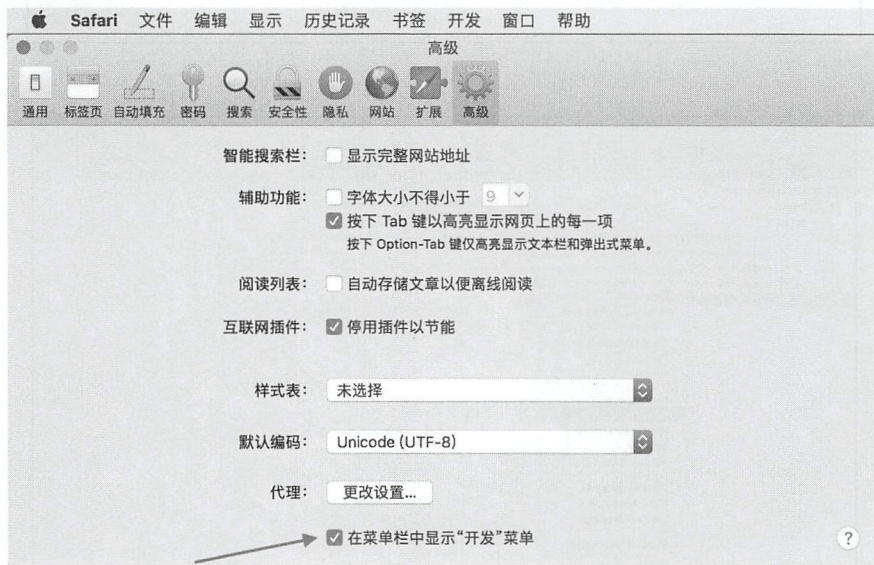 Safari 文件 编辑 显示 历史记录 书签 开发 窗口 帮助
高级
通用 标签页 自动填充 密码 搜索 安全性 隐私 网站 扩展 高级
智能搜索栏： 显示完整网站地址
辅助功能： 字体大小不得小于 9
按下 Tab 键以高亮显示网页上的每一项
按下 Option-Tab 键仅高亮显示文本栏和弹出式菜单。
阅读列表： 自动存储文章以便离线阅读
互联网插件： 停用插件以节能
样式表： 未选择
默认编码： Unicode (UTF-8)
代理： 更改设置...
在菜单栏中显示“开发”菜单 ?